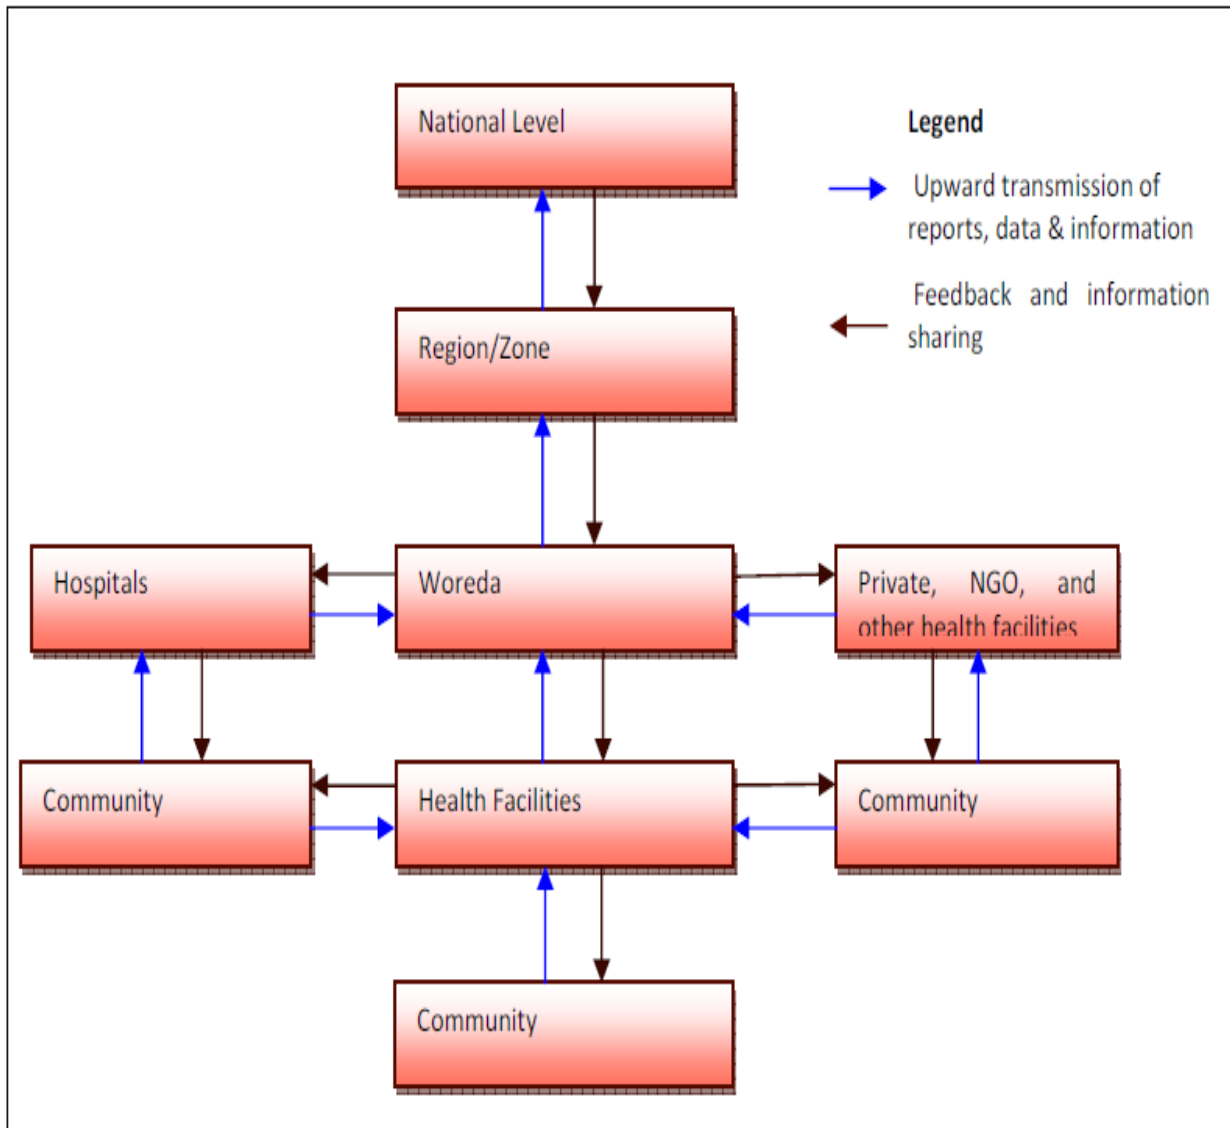 National Level
Legend
Upward transmission of
reports, data & information
Feedback and information
sharing
Region/Zone
Hospitals
Woreda
Private, NGO, and
other health facilities
Community
Health Facilities
Community
Community